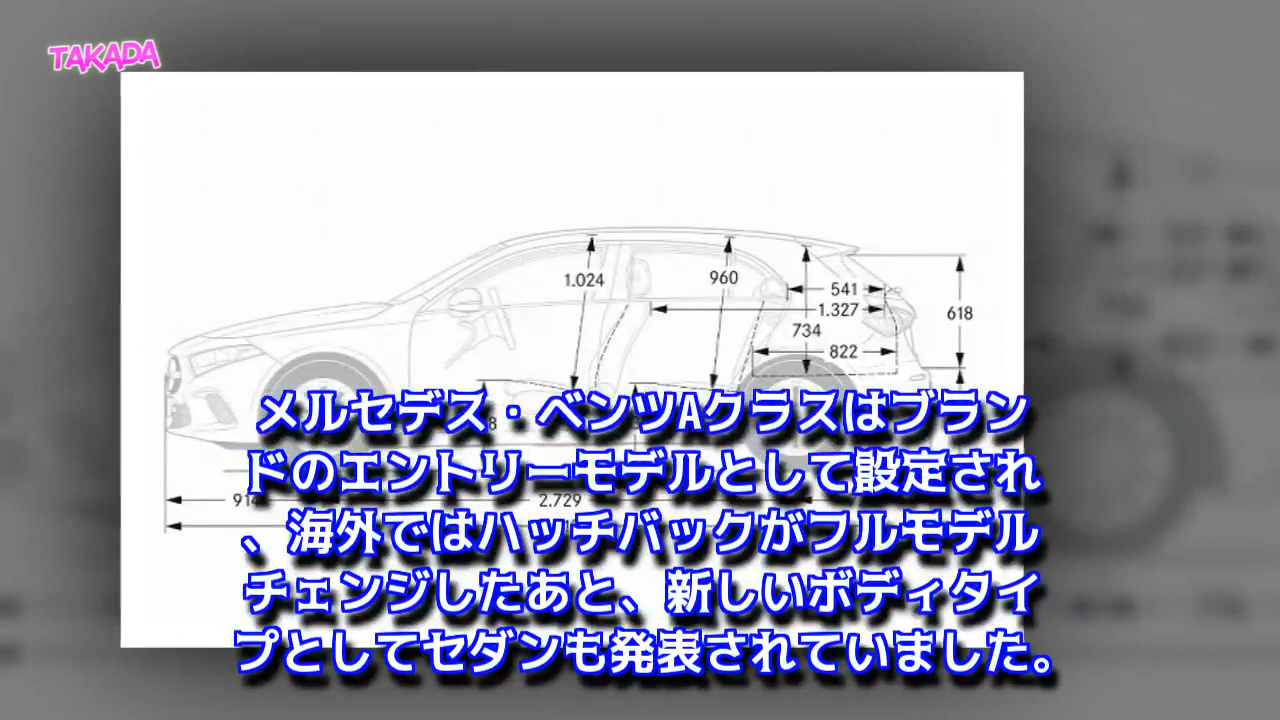 TAKADA
1.024
960
541
1.327
618
734
822
メルセデス・ベンツAクラスはブラン
ドのエントリーモデルとして設定され
、海外ではハッチバックがフルモデル
チェンジしたあと、新しいボディタイ
プとしてセダンも発表されていました。
2.729